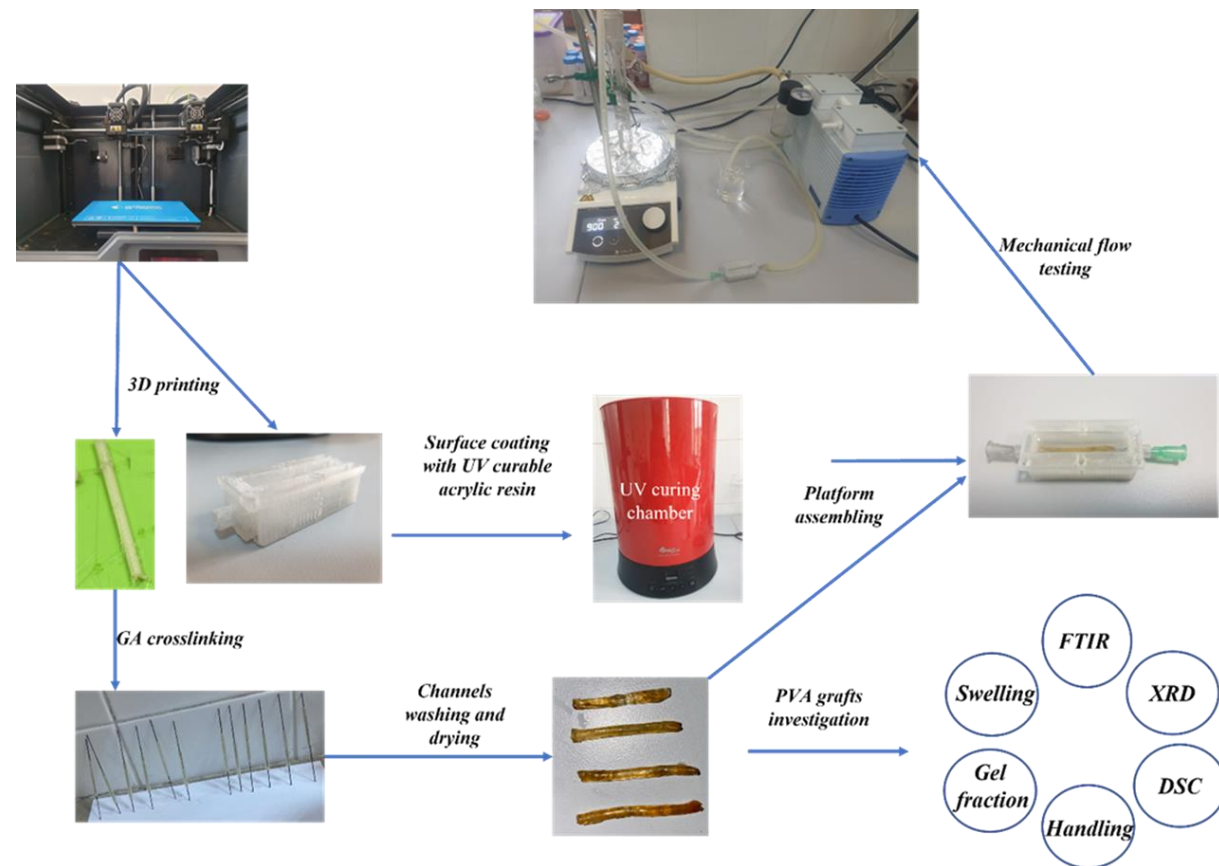 Mechanical flow
testing
3D printing
Surface coating
with UV curable
acrylic resin
UV curing
chamber
Platform
assembling
GA crosslinking
Channels
washing and
drying
PVA grafts
investigation
FTIR
Swelling
XRD
Gel
fraction
DSC
Handling
900